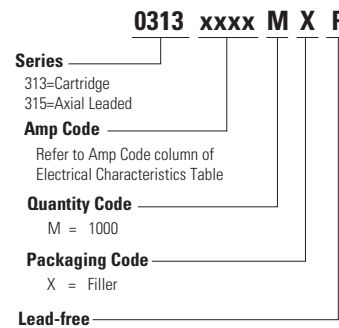 0313 xxxx M X
Series
313=Cartridge
315=Axial Leaded
Amp Code
Refer to Amp Code column of
Electrical Characteristics Table
Quantity Code
M = 1000
Packaging Code
X = Filler
Lead-free